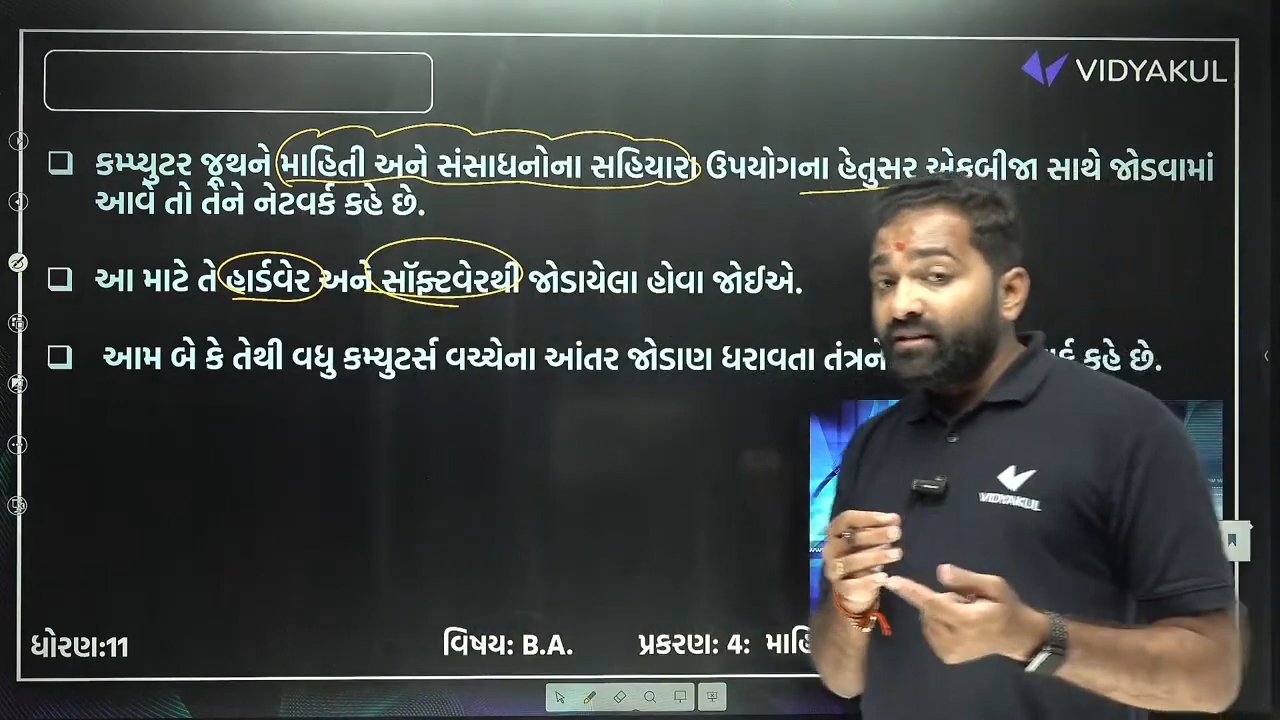 VIDYAKUL
કમ્પ્યુટર જૂથને માહિતી અને સંસાધનોના સહિયારા ઉપયોગના હેતુસર એકબીજા સાથે જોડવામાં
આવે તો તેને નેટવર્ક કહે છે.
આ માટે તે હાર્ડવેર અને સૉફ્ટવેરથી જોડાયેલા હોવા જોઈએ.
આમ બે કે તેથી વધુ કમ્યુટર્સ વચ્ચેના આંતર જોડાણ ધરાવતા તંત્રને કહે છે.
VIDYAKUL
ધોરણ:11 વિષય: B.A. પ્રકરણ: 4: